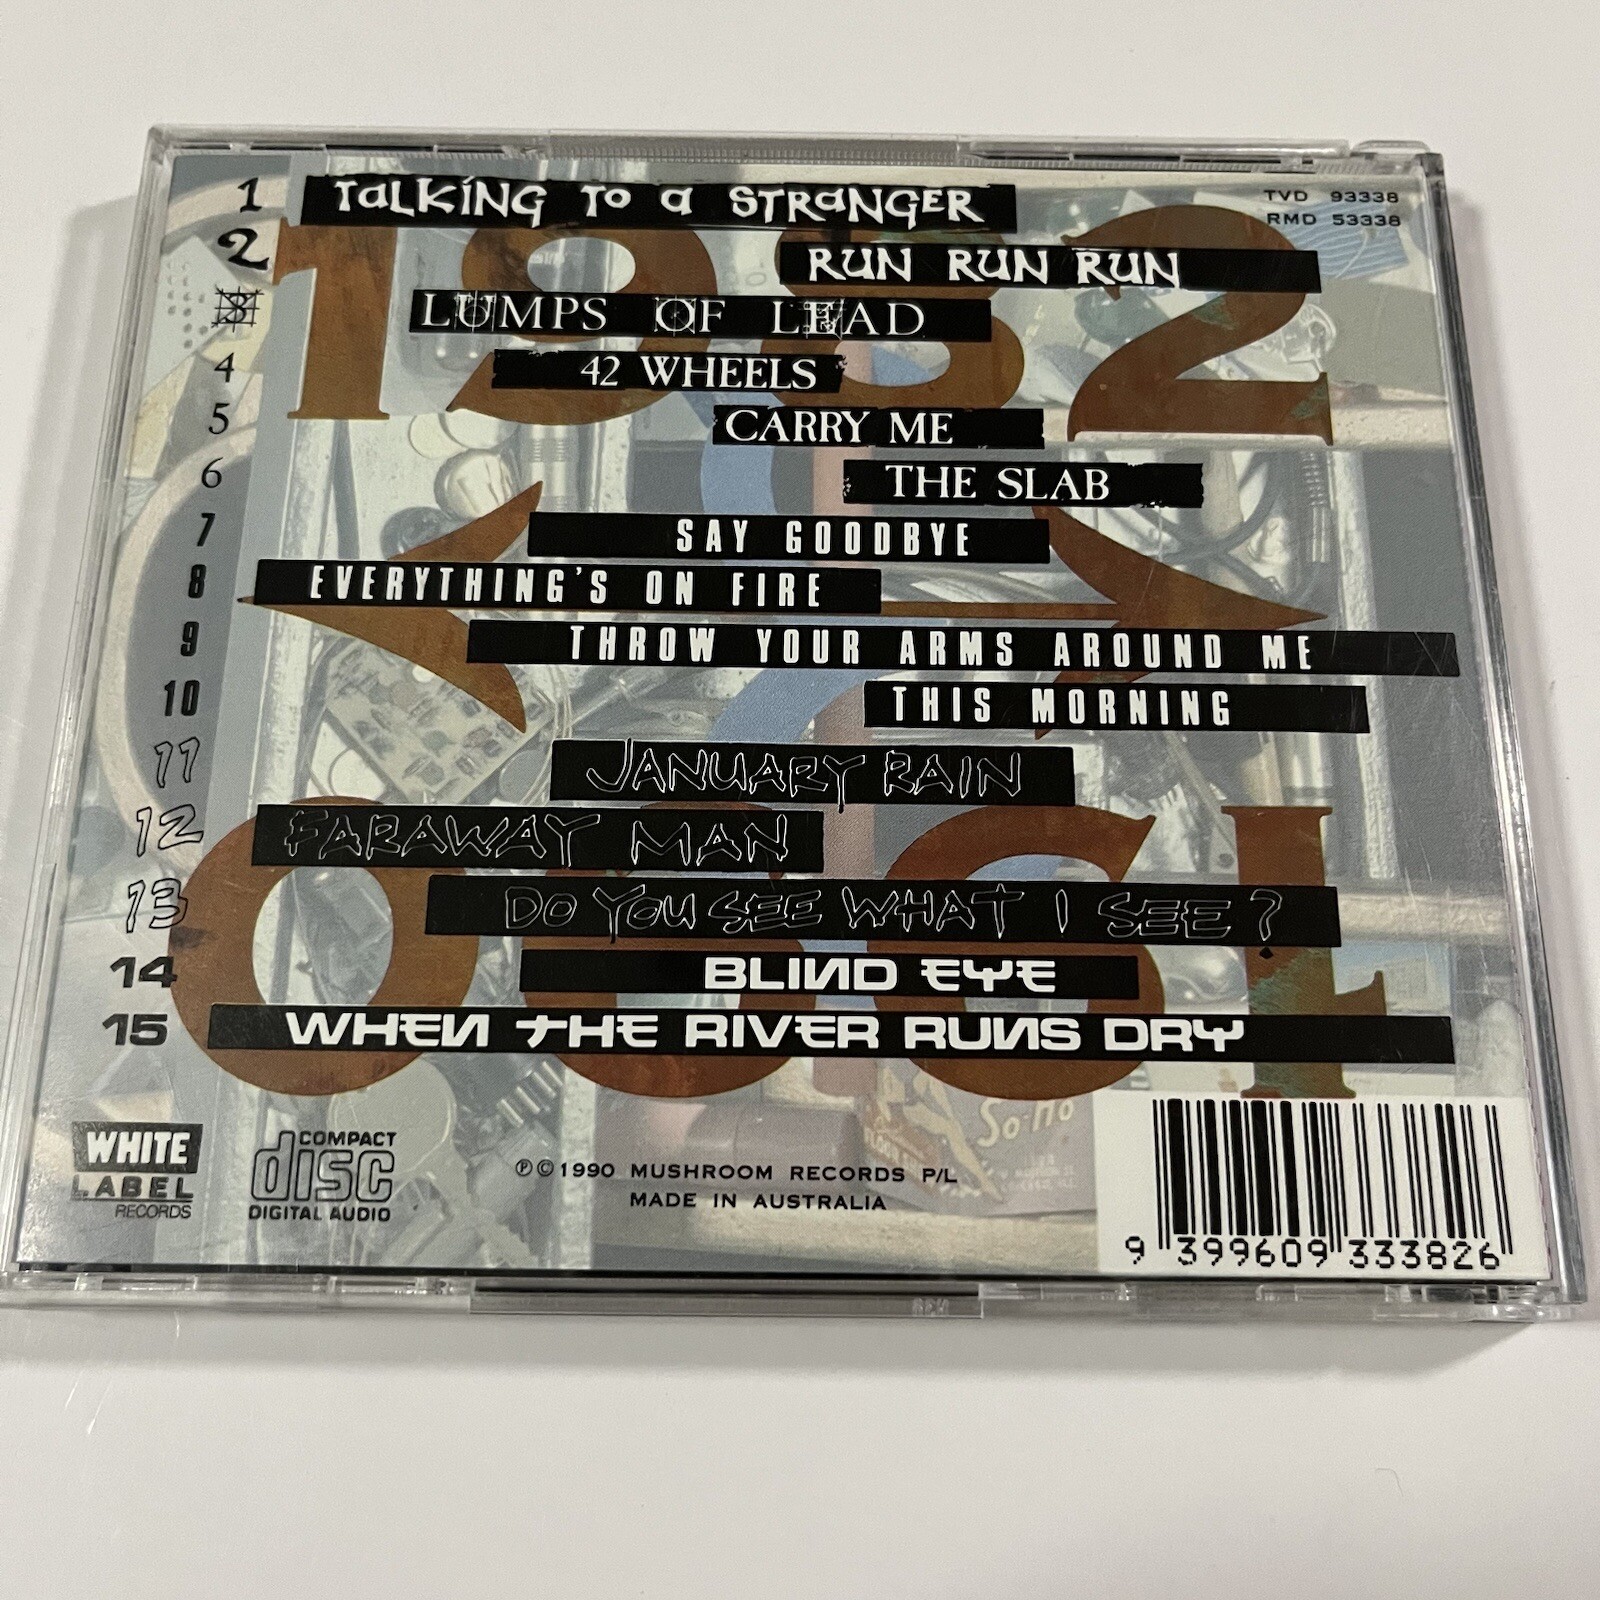 1 TALKING TO A STRANGER
TVD 93338
RMD 53338
2 RUN RUN RUN
3 LUMPS OF LEAD
4 42 WHEELS
5 CARRY ME
6 THE SLAB
7 SAY GOODBYE
8 EVERYTHING'S ON FIRE
9 THROW YOUR ARMS AROUND ME
10 THIS MORNING
11 JANUARY RAIN
12 FARAWAY MAN
13 DO YOU SEE WHAT I SEE?
14 BLIND EYE
15 WHEN THE RIVER RUNS DRY
1982
1990
WHITE
LABEL
RECORDS
COMPACT
disc
DIGITAL AUDIO
℗©1990 MUSHROOM RECORDS P/L
MADE IN AUSTRALIA
So-Ho
9 399609 333826